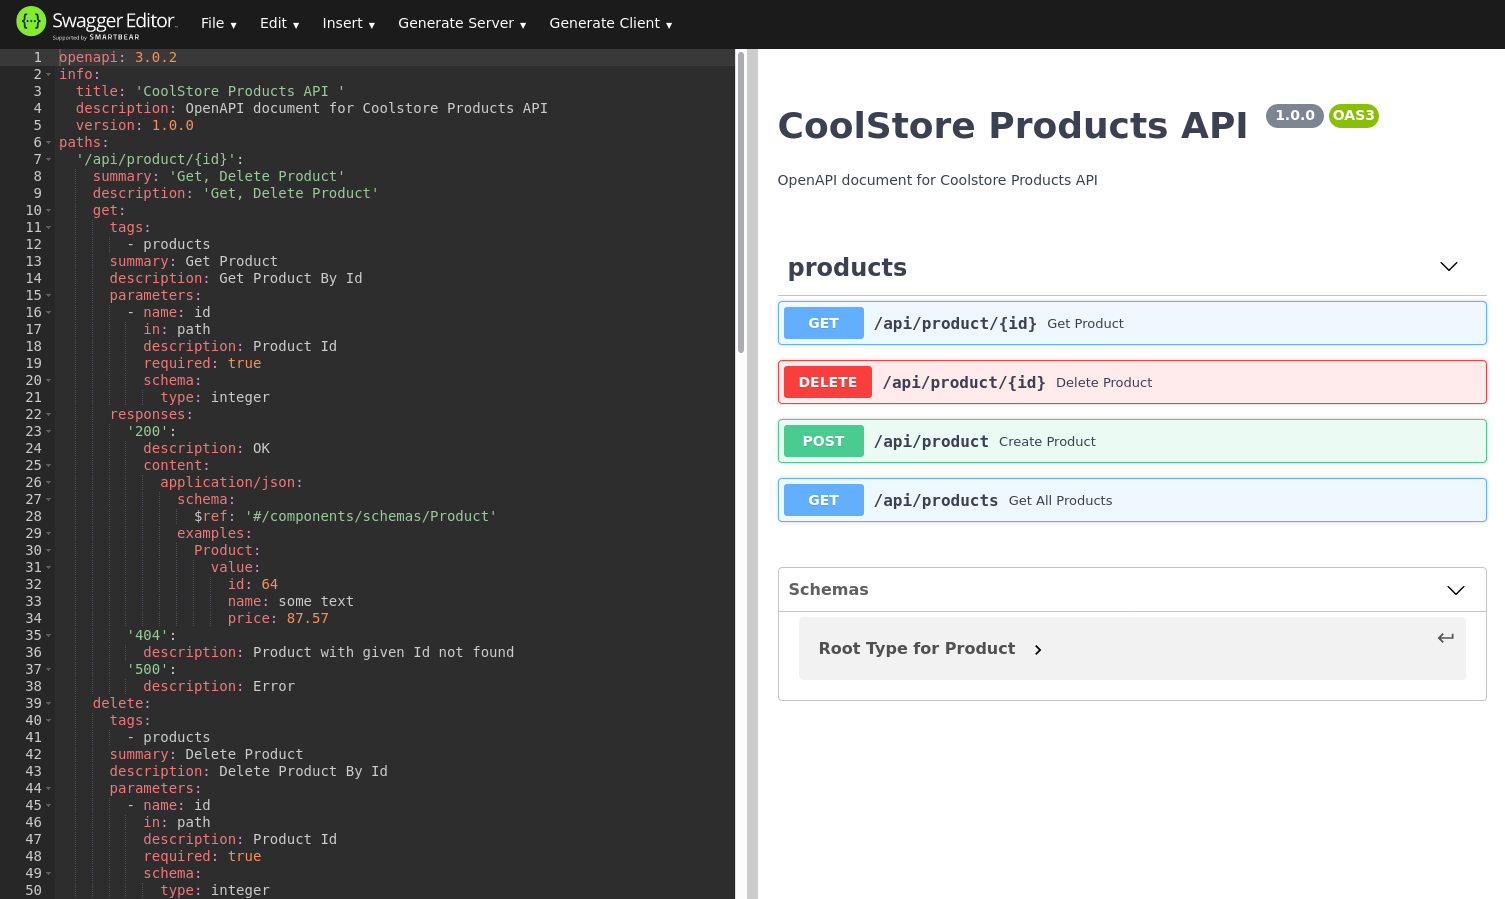 Swagger Editor
Supported by SMARTBEAR
File ▾ Edit ▾ Insert ▾ Generate Server ▾ Generate Client ▾
1 openapi: 3.0.2
2 info:
3   title: 'CoolStore Products API '
4   description: OpenAPI document for Coolstore Products API
5   version: 1.0.0
6 paths:
7   '/api/product/{id}':
8     summary: 'Get, Delete Product'
9     description: 'Get, Delete Product'
10     get:
11       tags:
12         - products
13       summary: Get Product
14       description: Get Product By Id
15       parameters:
16         - name: id
17           in: path
18           description: Product Id
19           required: true
20           schema:
21             type: integer
22       responses:
23         '200':
24           description: OK
25           content:
26             application/json:
27               schema:
28                 $ref: '#/components/schemas/Product'
29               examples:
30                 Product:
31                   value:
32                     id: 64
33                     name: some text
34                     price: 87.57
35         '404':
36           description: Product with given Id not found
37         '500':
38           description: Error
39     delete:
40       tags:
41         - products
42       summary: Delete Product
43       description: Delete Product By Id
44       parameters:
45         - name: id
46           in: path
47           description: Product Id
48           required: true
49           schema:
50             type: integer
CoolStore Products API 1.0.0 OAS3
OpenAPI document for Coolstore Products API
products
GET /api/product/{id} Get Product
DELETE /api/product/{id} Delete Product
POST /api/product Create Product
GET /api/products Get All Products
Schemas
Root Type for Product